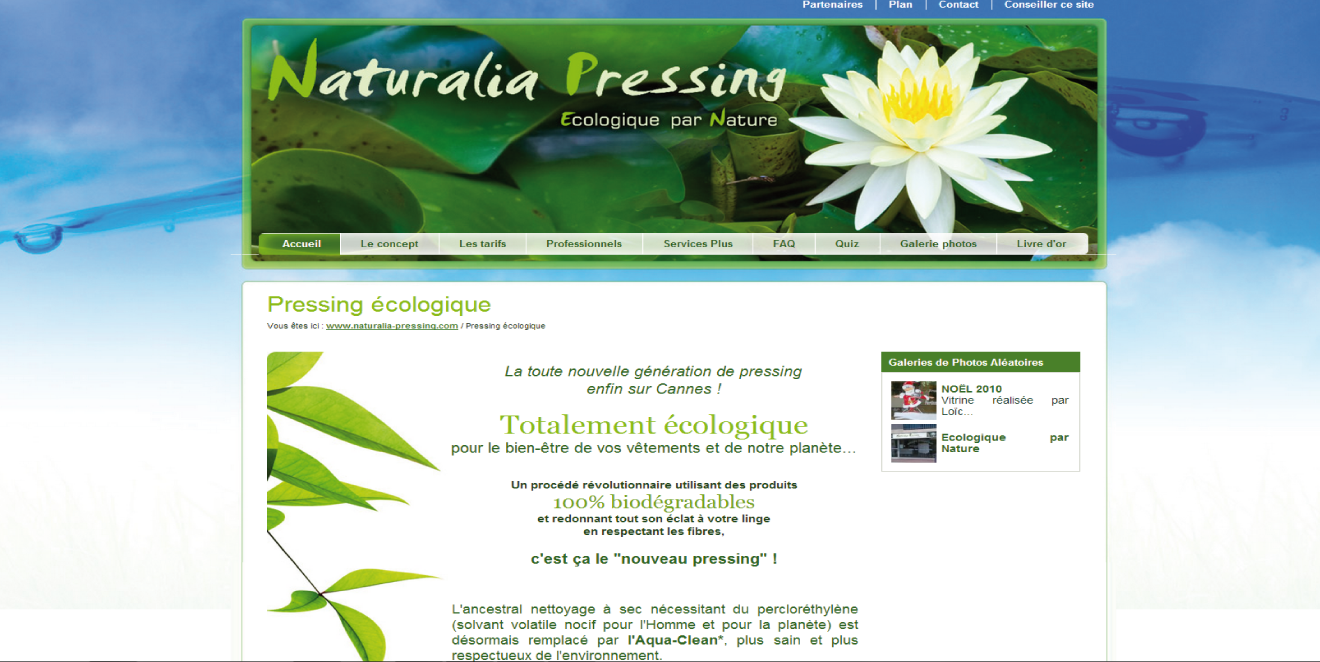 Partenaires | Plan | Contact | Conseiller ce site
Naturalia Pressing
Ecologique par Nature
Accueil Le concept Les tarifs Professionnels Services Plus FAQ Quiz Galerie photos Livre d'or
Pressing écologique
Vous êtes ici : www.naturalia-pressing.com / Pressing écologique
La toute nouvelle génération de pressing
enfin sur Cannes !
Totalement écologique
pour le bien-être de vos vêtements et de notre planète...
Un procédé révolutionnaire utilisant des produits
100% biodégradables
et redonnant tout son éclat à votre linge
en respectant les fibres,
c'est ça le "nouveau pressing" !
L'ancestral nettoyage à sec nécessitant du percloréthylène
(solvant volatile nocif pour l'Homme et pour la planète) est
désormais remplacé par l'Aqua-Clean*, plus sain et plus
respectueux de l'environnement.
Galeries de Photos Aléatoires
NOËL 2010
Vitrine réalisée par
Loïc...
Ecologique par
Nature